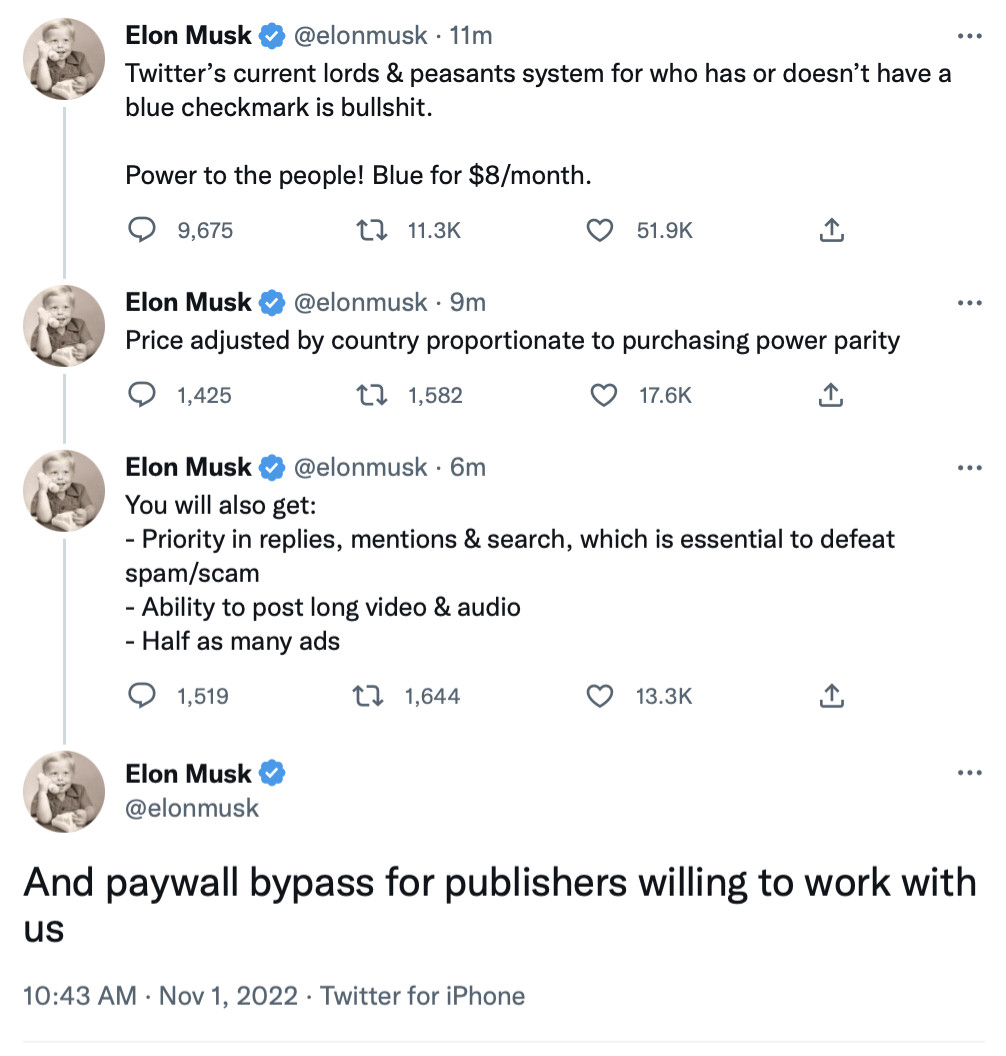 Elon Musk @elonmusk · 11m
Twitter’s current lords & peasants system for who has or doesn’t have a
blue checkmark is bullshit.
Power to the people! Blue for $8/month.
9,675 11.3K 51.9K
Elon Musk @elonmusk · 9m
Price adjusted by country proportionate to purchasing power parity
1,425 1,582 17.6K
Elon Musk @elonmusk · 6m
You will also get:
- Priority in replies, mentions & search, which is essential to defeat
spam/scam
- Ability to post long video & audio
- Half as many ads
1,519 1,644 13.3K
Elon Musk
@elonmusk
And paywall bypass for publishers willing to work with
us
10:43 AM · Nov 1, 2022 · Twitter for iPhone